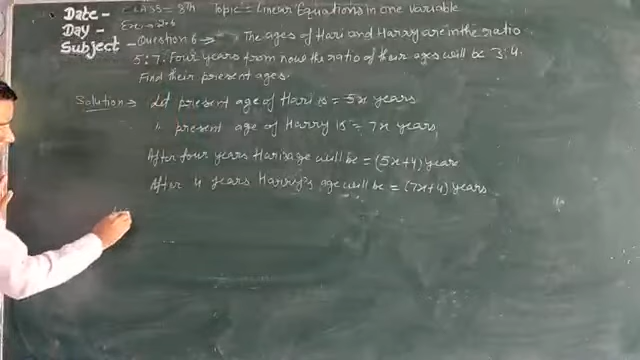 Date - Class = 8th Topic = Linear Equations in one variable
Day - Exe - 2.6
Subject - Question 6 => The ages of Hari and Harry are in the ratio
5:7. Four years from now the ratio of their ages will be 3:4.
Find their present ages.
Solution => Let present age of Hari is = 5x years
" present age of Harry is = 7x years
After four years Hari's age will be = (5x+4) year
After 4 years Harry's age will be = (7x+4) years